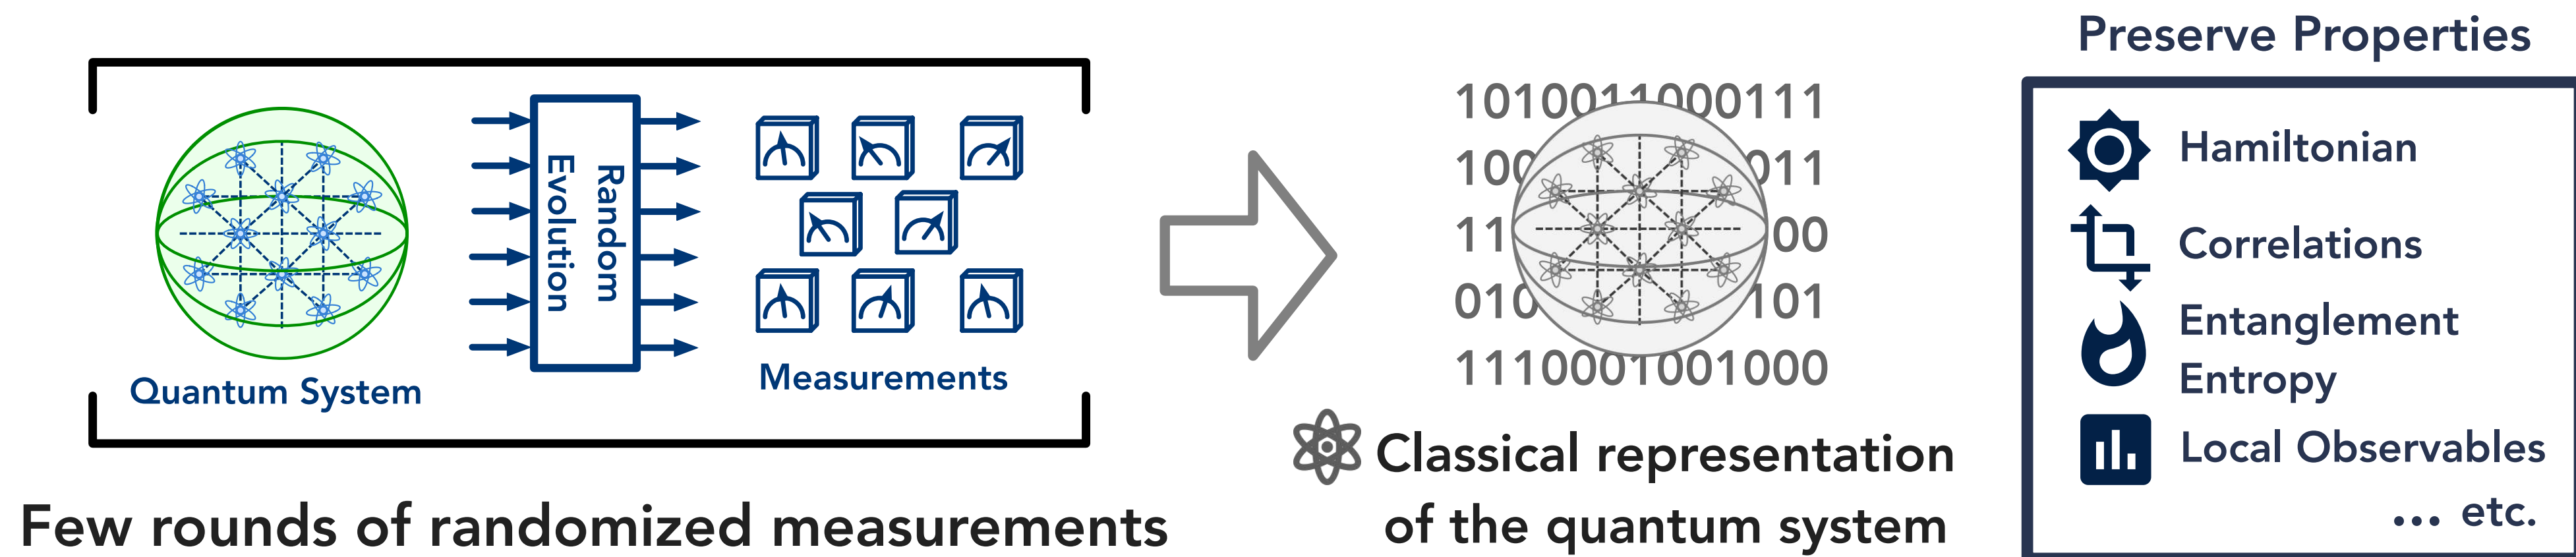 Quantum System
Random
Evolution
Measurements
Few rounds of randomized measurements
1010011000111
100 011
11 00
010 101
1110001001000
Classical representation
of the quantum system
Preserve Properties
Hamiltonian
Correlations
Entanglement
Entropy
Local Observables
... etc.